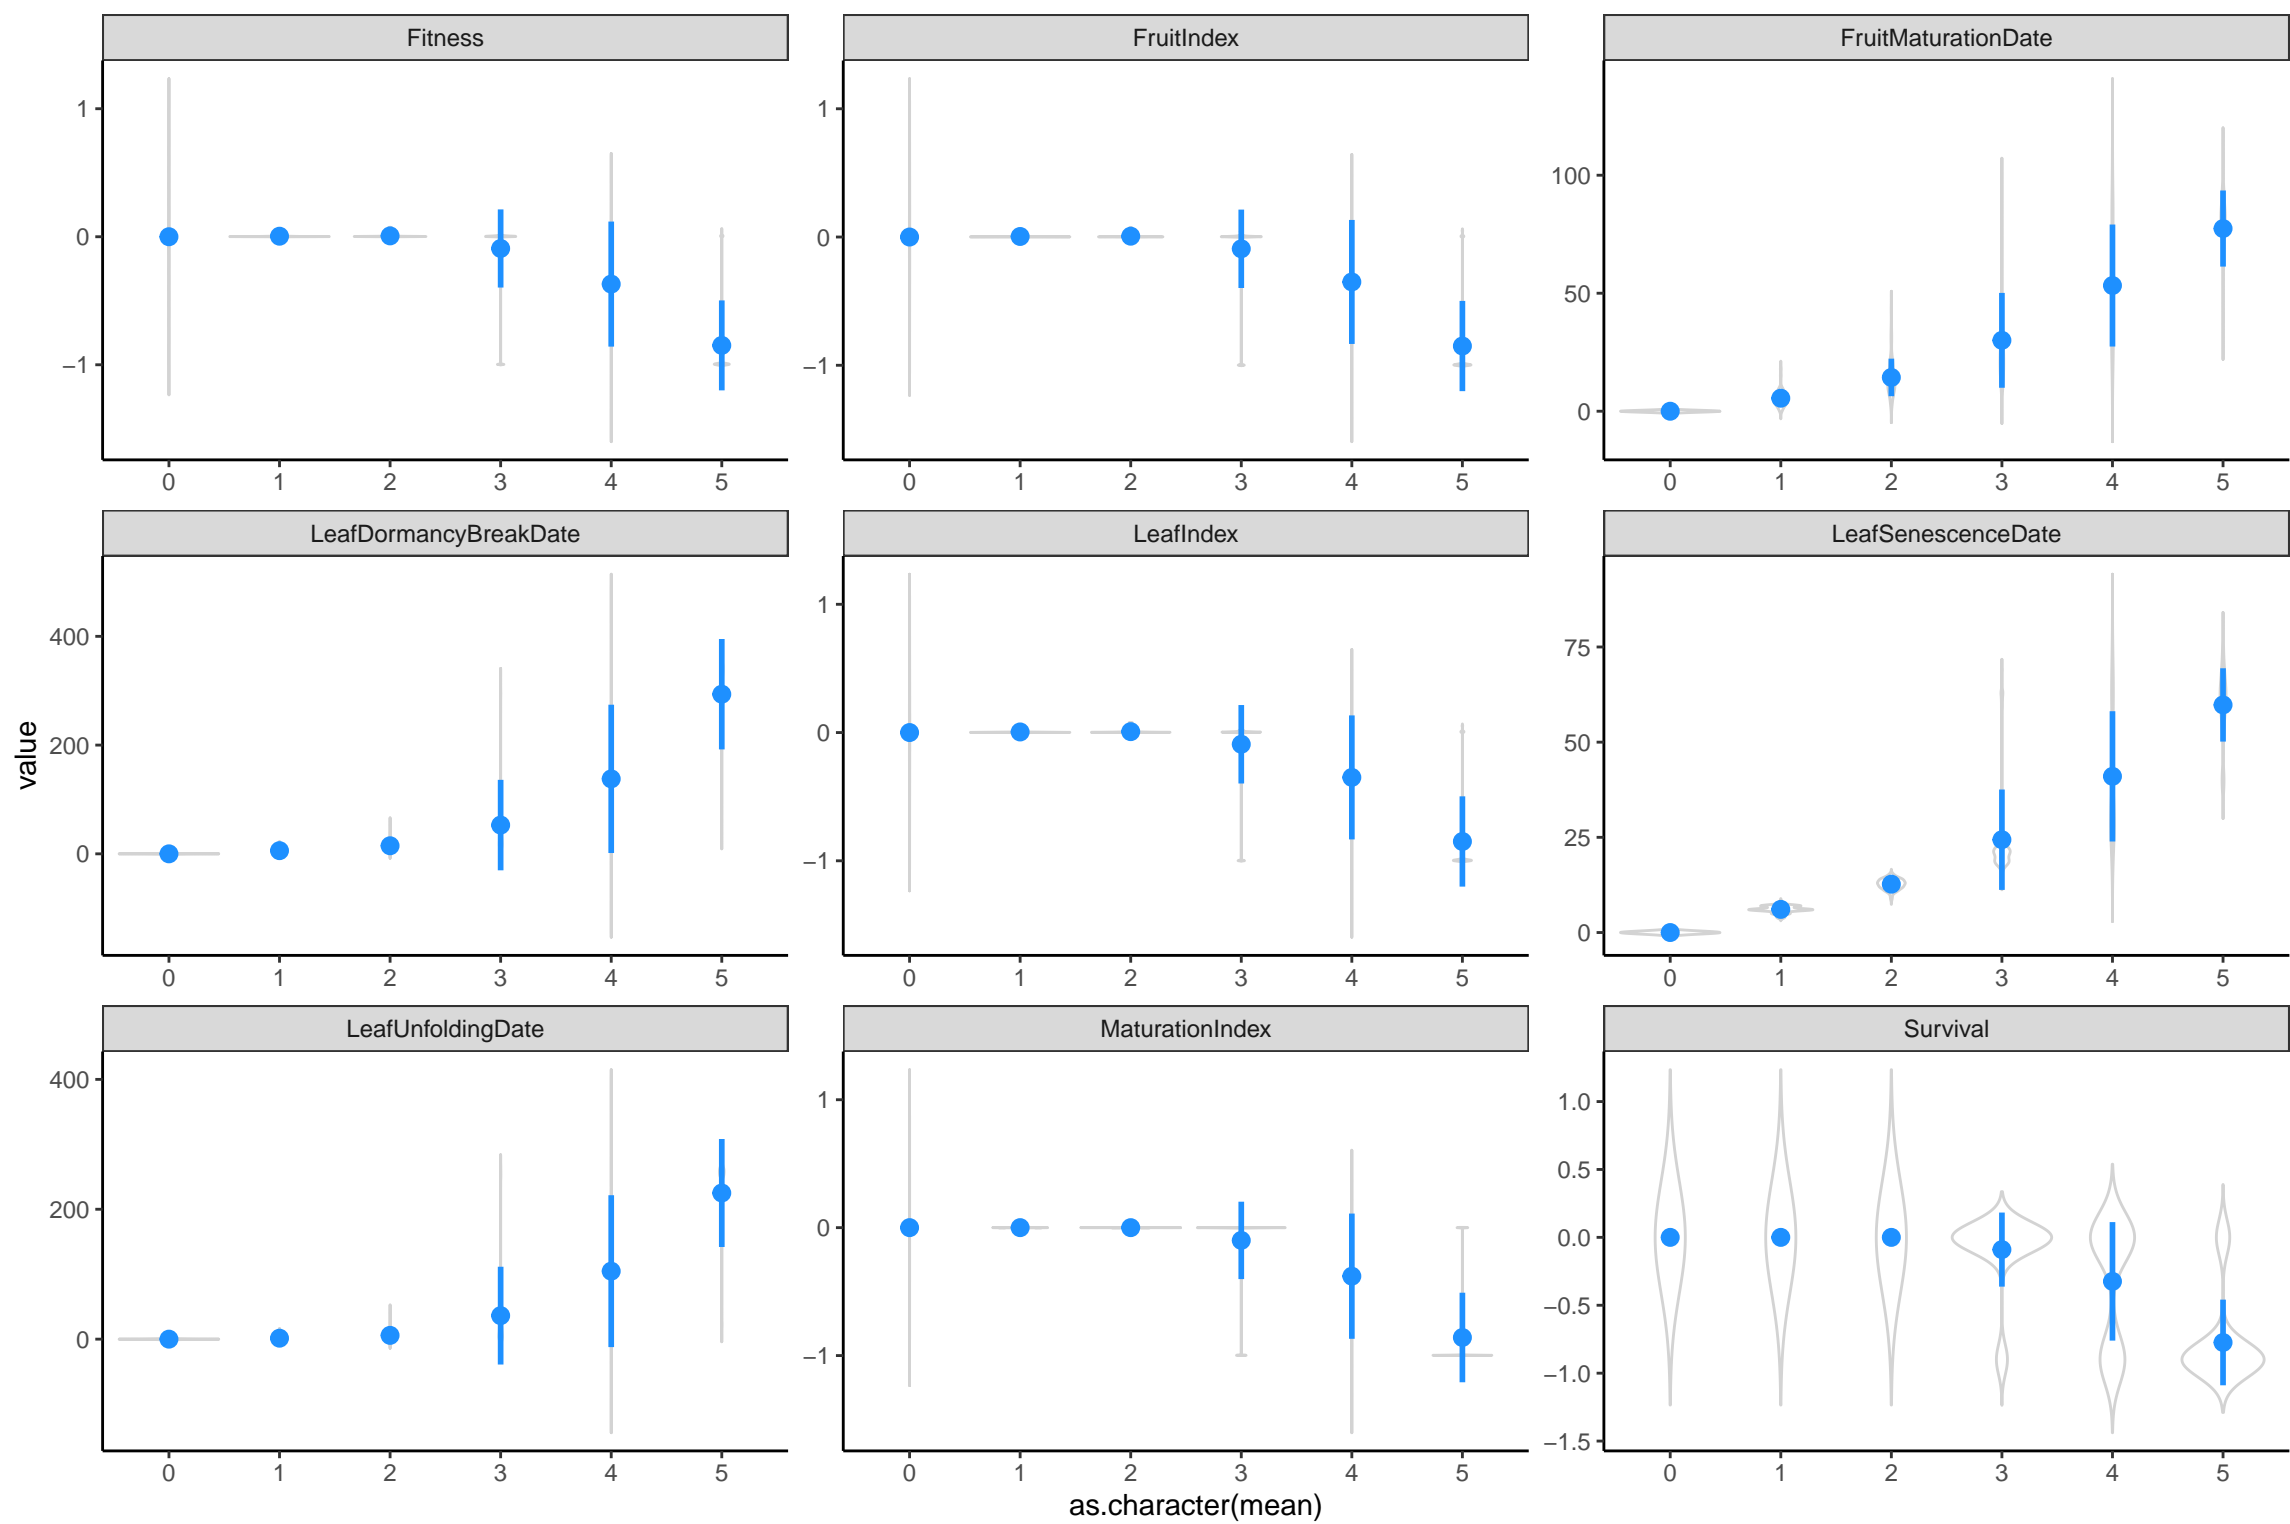 Fitness
1
0
−1
0 1 2 3 4 5
FruitIndex
1
0
−1
0 1 2 3 4 5
FruitMaturationDate
100
50
0
0 1 2 3 4 5
LeafDormancyBreakDate
400
200
0
0 1 2 3 4 5
LeafIndex
1
0
−1
0 1 2 3 4 5
LeafSenescenceDate
75
50
25
0
0 1 2 3 4 5
LeafUnfoldingDate
400
200
0
0 1 2 3 4 5
MaturationIndex
1
0
−1
0 1 2 3 4 5
Survival
1.0
0.5
0.0
−0.5
−1.0
−1.5
0 1 2 3 4 5
value
as.character(mean)